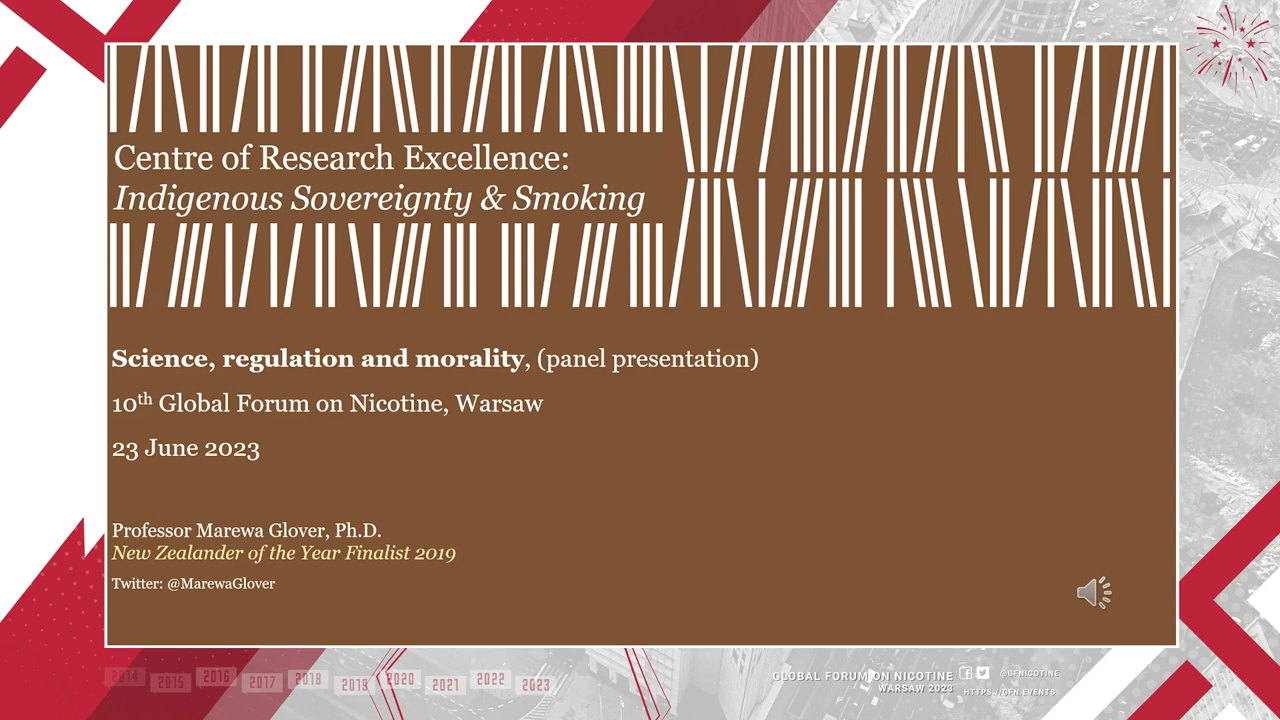 Centre of Research Excellence:
Indigenous Sovereignty & Smoking
Science, regulation and morality, (panel presentation)
10th Global Forum on Nicotine, Warsaw
23 June 2023
Professor Marewa Glover, Ph.D.
New Zealander of the Year Finalist 2019
Twitter: @MarewaGlover
2014 2015 2016 2017 2018 2019 2020 2021 2022 2023
GLOBAL FORUM ON NICOTINE
WARSAW 2023
@GFNICOTINE
HTTPS://GFN.EVENTS